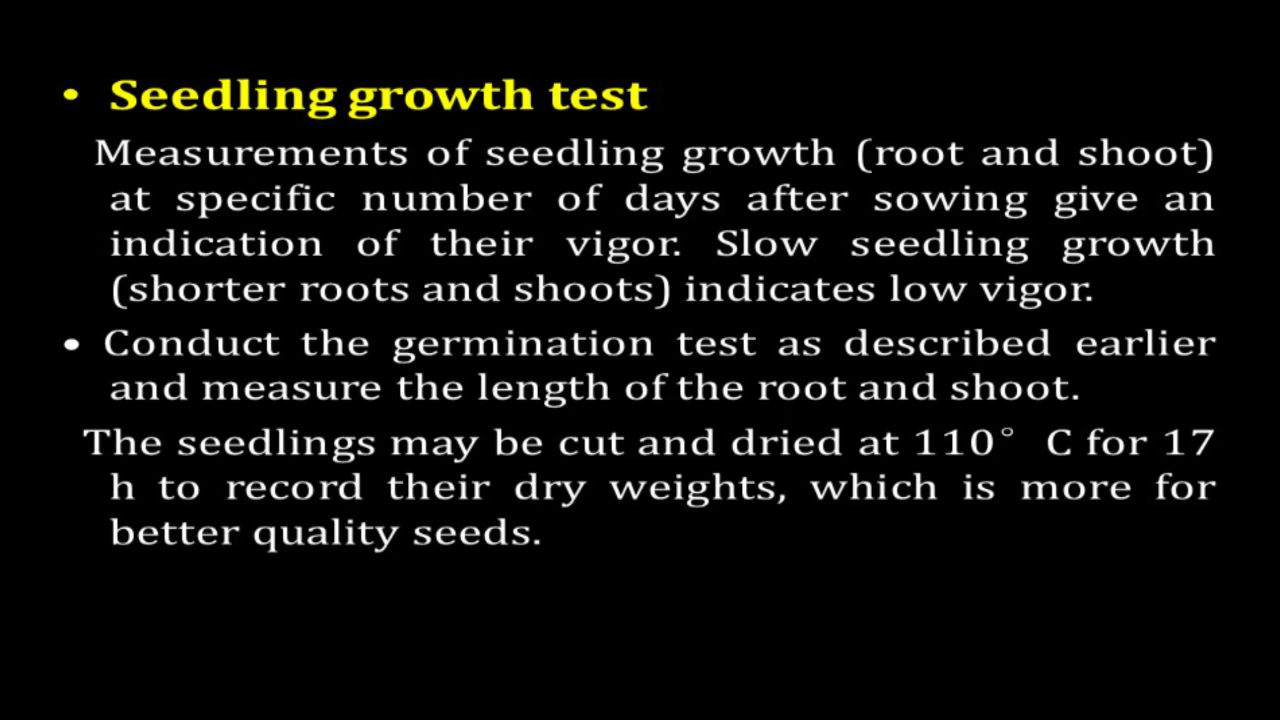 • Seedling growth test
Measurements of seedling growth (root and shoot)
at specific number of days after sowing give an
indication of their vigor. Slow seedling growth
(shorter roots and shoots) indicates low vigor.
• Conduct the germination test as described earlier
and measure the length of the root and shoot.
The seedlings may be cut and dried at 110° C for 17
h to record their dry weights, which is more for
better quality seeds.